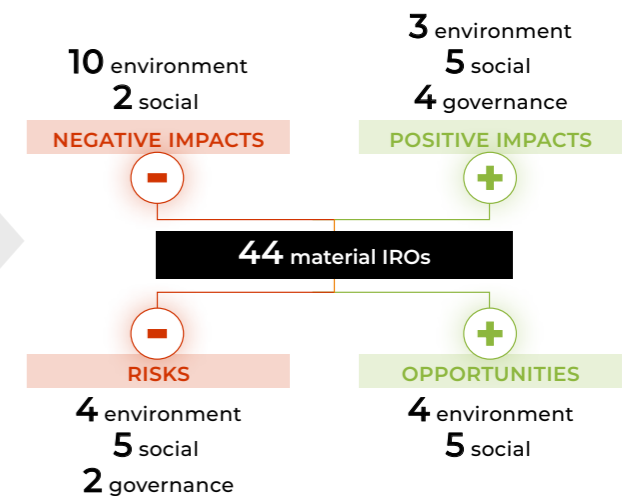 10 environment
2 social
NEGATIVE IMPACTS
3 environment
5 social
4 governance
POSITIVE IMPACTS
44 material IROs
RISKS
4 environment
5 social
2 governance
OPPORTUNITIES
4 environment
5 social